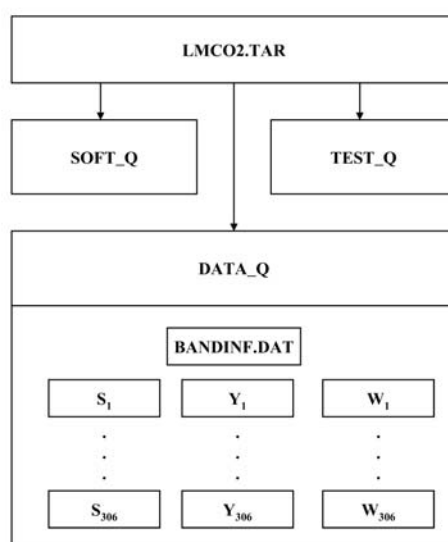 LMCO2.TAR
SOFT_Q TEST_Q
DATA_Q
BANDINF.DAT
S₁ Y₁ W₁
. . .
. . .
. . .
S₃₀₆ Y₃₀₆ W₃₀₆